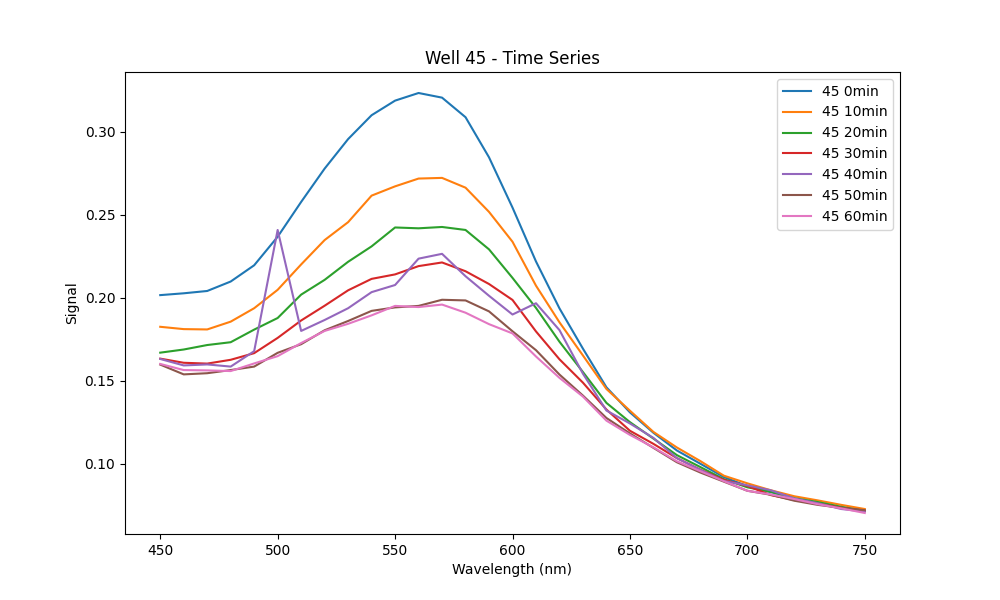 Well 45 - Time Series
45 0min
45 10min
45 20min
45 30min
45 40min
45 50min
45 60min
Signal
0.30
0.25
0.20
0.15
0.10
450 500 550 600 650 700 750
Wavelength (nm)